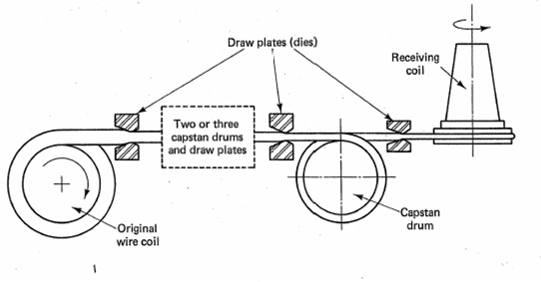 Draw plates (dies)
Receiving
coil
Two or three
capstan drums
and draw plates
Original
wire coil
Capstan
drum